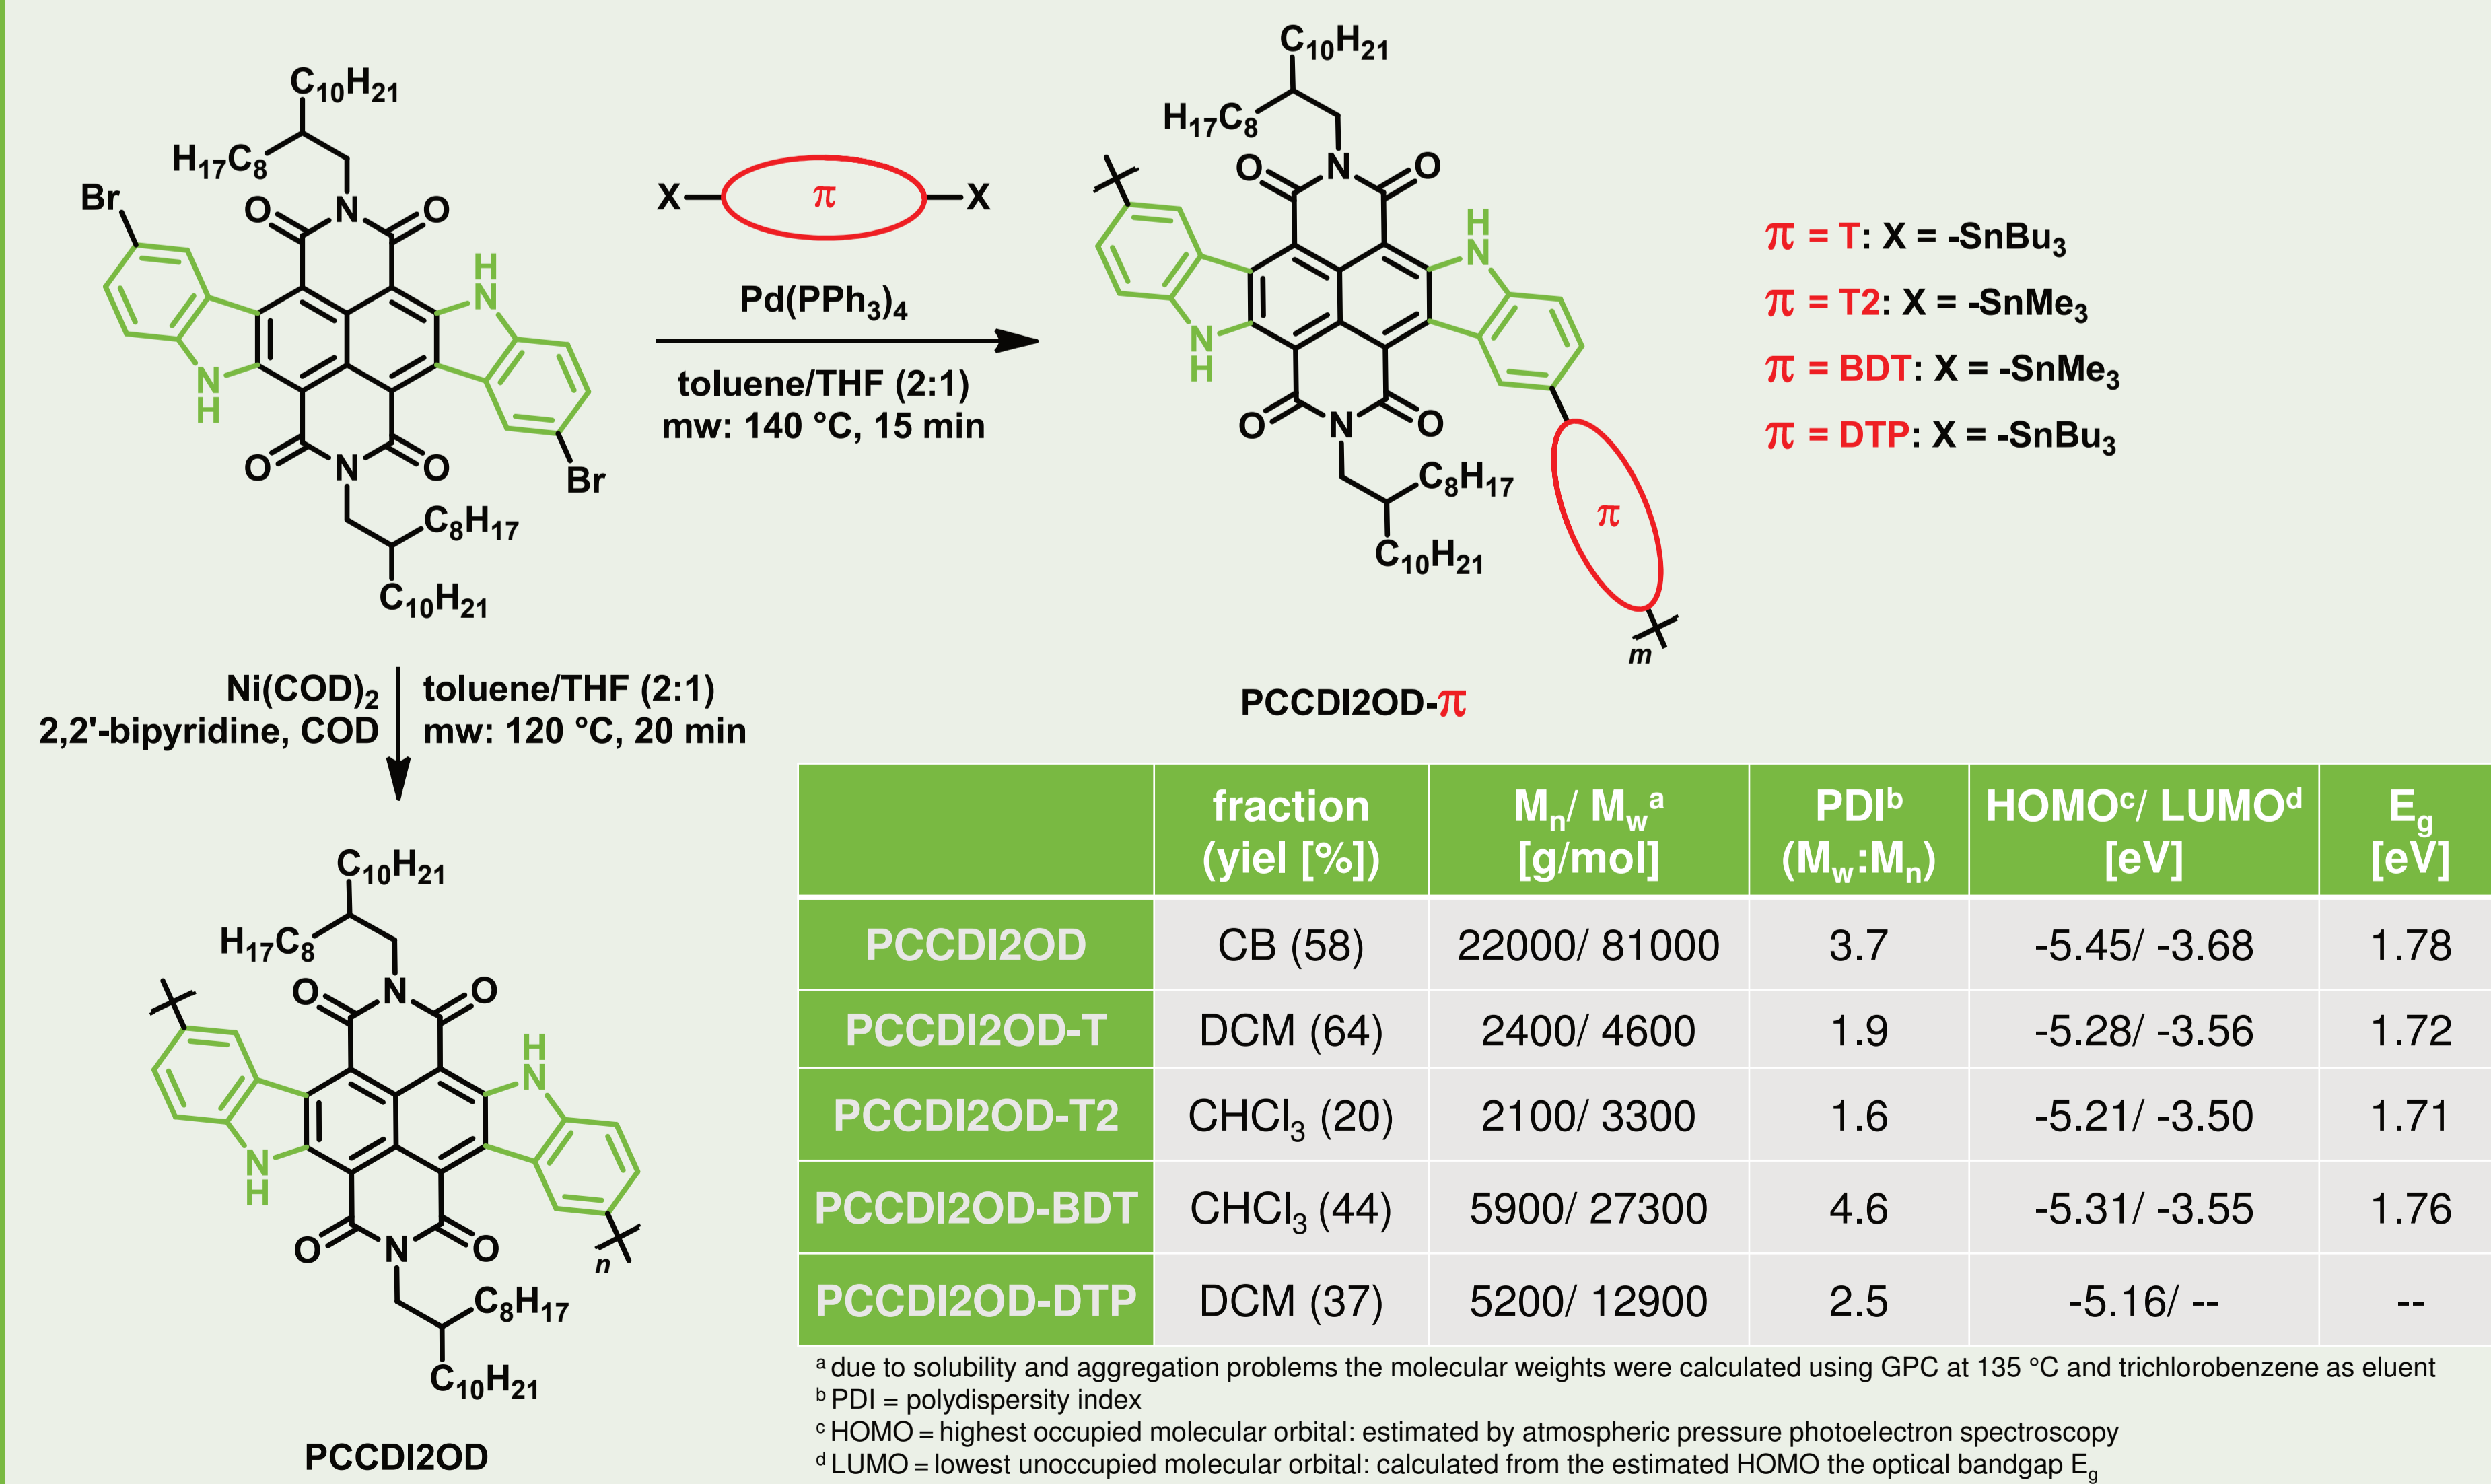 C10H21
H17C8
Br
O N O
H
N
N
H
O N O
Br
C8H17
C10H21
X π X
Pd(PPh3)4
toluene/THF (2:1)
mw: 140 °C, 15 min
C10H21
H17C8
O N O
H
N
N
H
O N O
C8H17
C10H21
π
m
PCCDI2OD-π
π = T: X = -SnBu3
π = T2: X = -SnMe3
π = BDT: X = -SnMe3
π = DTP: X = -SnBu3
Ni(COD)2 toluene/THF (2:1)
2,2'-bipyridine, COD mw: 120 °C, 20 min
C10H21
H17C8
O N O
H
N
N
H
O N O
n
C8H17
C10H21
PCCDI2OD
fraction (yiel [%]) Mn/ Mw a [g/mol] PDIb (Mw:Mn) HOMOc/ LUMOd [eV] Eg [eV]
PCCDI2OD CB (58) 22000/ 81000 3.7 -5.45/ -3.68 1.78
PCCDI2OD-T DCM (64) 2400/ 4600 1.9 -5.28/ -3.56 1.72
PCCDI2OD-T2 CHCl3 (20) 2100/ 3300 1.6 -5.21/ -3.50 1.71
PCCDI2OD-BDT CHCl3 (44) 5900/ 27300 4.6 -5.31/ -3.55 1.76
PCCDI2OD-DTP DCM (37) 5200/ 12900 2.5 -5.16/ -- --
a due to solubility and aggregation problems the molecular weights were calculated using GPC at 135 °C and trichlorobenzene as eluent
b PDI = polydispersity index
c HOMO = highest occupied molecular orbital: estimated by atmospheric pressure photoelectron spectroscopy
d LUMO = lowest unoccupied molecular orbital: calculated from the estimated HOMO the optical bandgap Eg